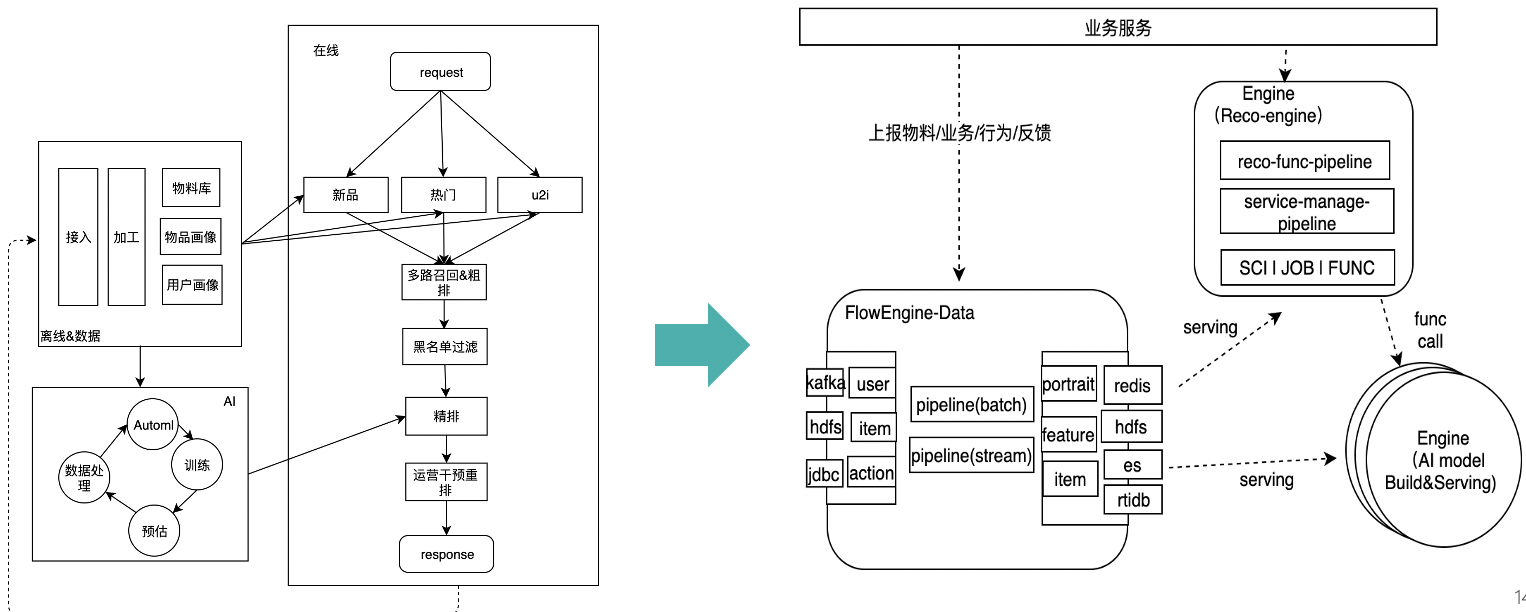 在线
request
新品
热门
u2i
多路召回&粗
排
黑名单过滤
精排
运营干预重
排
response
接入
加工
物料库
物品画像
用户画像
离线&数据
AI
Automl
训练
预估
数据处
理
业务服务
上报物料/业务/行为/反馈
Engine
（Reco-engine）
reco-func-pipeline
service-manage-
pipeline
SCI | JOB | FUNC
FlowEngine-Data
kafka
user
hdfs
item
jdbc
action
pipeline(batch)
pipeline(stream)
portrait
redis
feature
hdfs
item
es
rtidb
serving
serving
func
call
Engine
（AI model
Build&Serving)